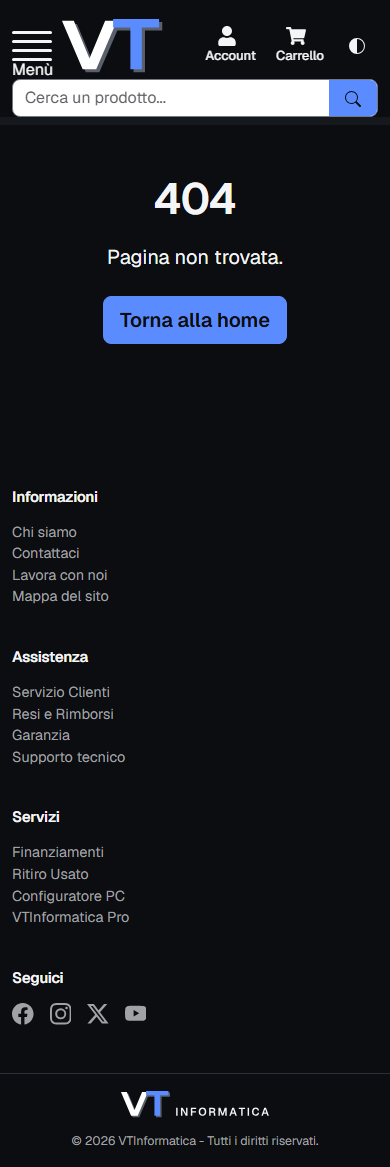 VT
Account
Carrello
Menù
Cerca un prodotto...
404
Pagina non trovata.
Torna alla home
Informazioni
Chi siamo
Contattaci
Lavora con noi
Mappa del sito
Assistenza
Servizio Clienti
Resi e Rimborsi
Garanzia
Supporto tecnico
Servizi
Finanziamenti
Ritiro Usato
Configuratore PC
VTInformatica Pro
Seguici
VT INFORMATICA
© 2026 VTInformatica - Tutti i diritti riservati.